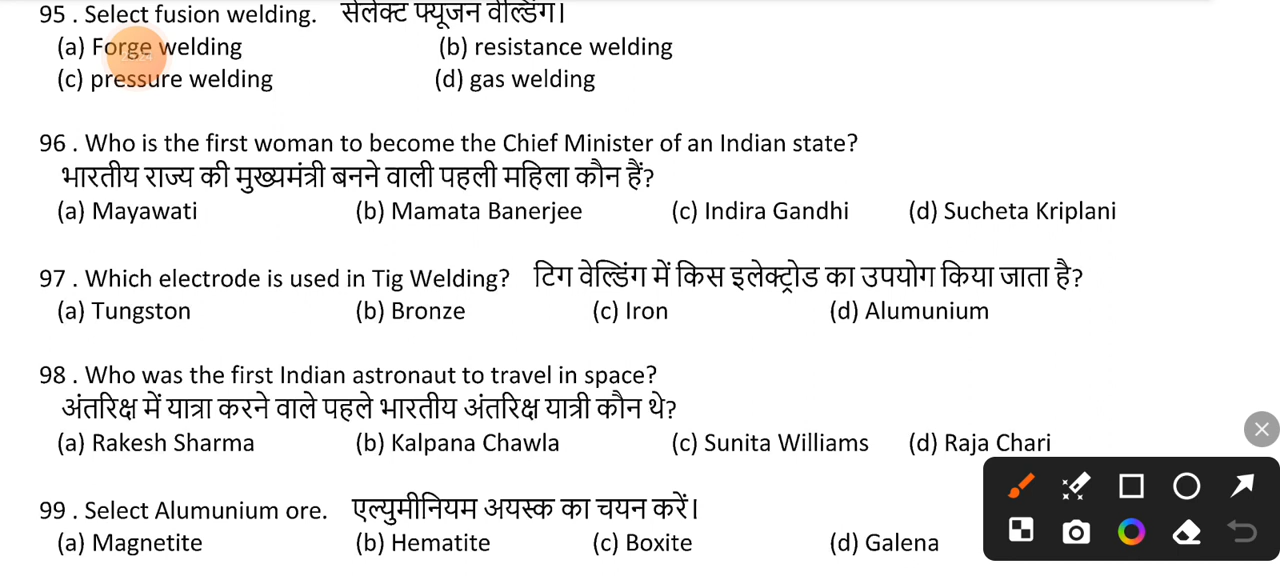 95 . Select fusion welding. सेलेक्ट फ्यूजन वेल्डिंग।
(a) Forge welding (b) resistance welding
(c) pressure welding (d) gas welding
96 . Who is the first woman to become the Chief Minister of an Indian state?
भारतीय राज्य की मुख्यमंत्री बनने वाली पहली महिला कौन हैं?
(a) Mayawati (b) Mamata Banerjee (c) Indira Gandhi (d) Sucheta Kriplani
97 . Which electrode is used in Tig Welding? टिग वेल्डिंग में किस इलेक्ट्रोड का उपयोग किया जाता है?
(a) Tungston (b) Bronze (c) Iron (d) Alumunium
98 . Who was the first Indian astronaut to travel in space?
अंतरिक्ष में यात्रा करने वाले पहले भारतीय अंतरिक्ष यात्री कौन थे?
(a) Rakesh Sharma (b) Kalpana Chawla (c) Sunita Williams (d) Raja Chari
99 . Select Alumunium ore. एल्युमीनियम अयस्क का चयन करें।
(a) Magnetite (b) Hematite (c) Boxite (d) Galena